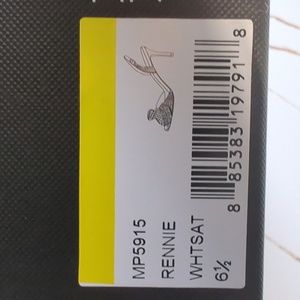 MP5915
RENNIE
WHTSAT
6½
8 85383 19791 8